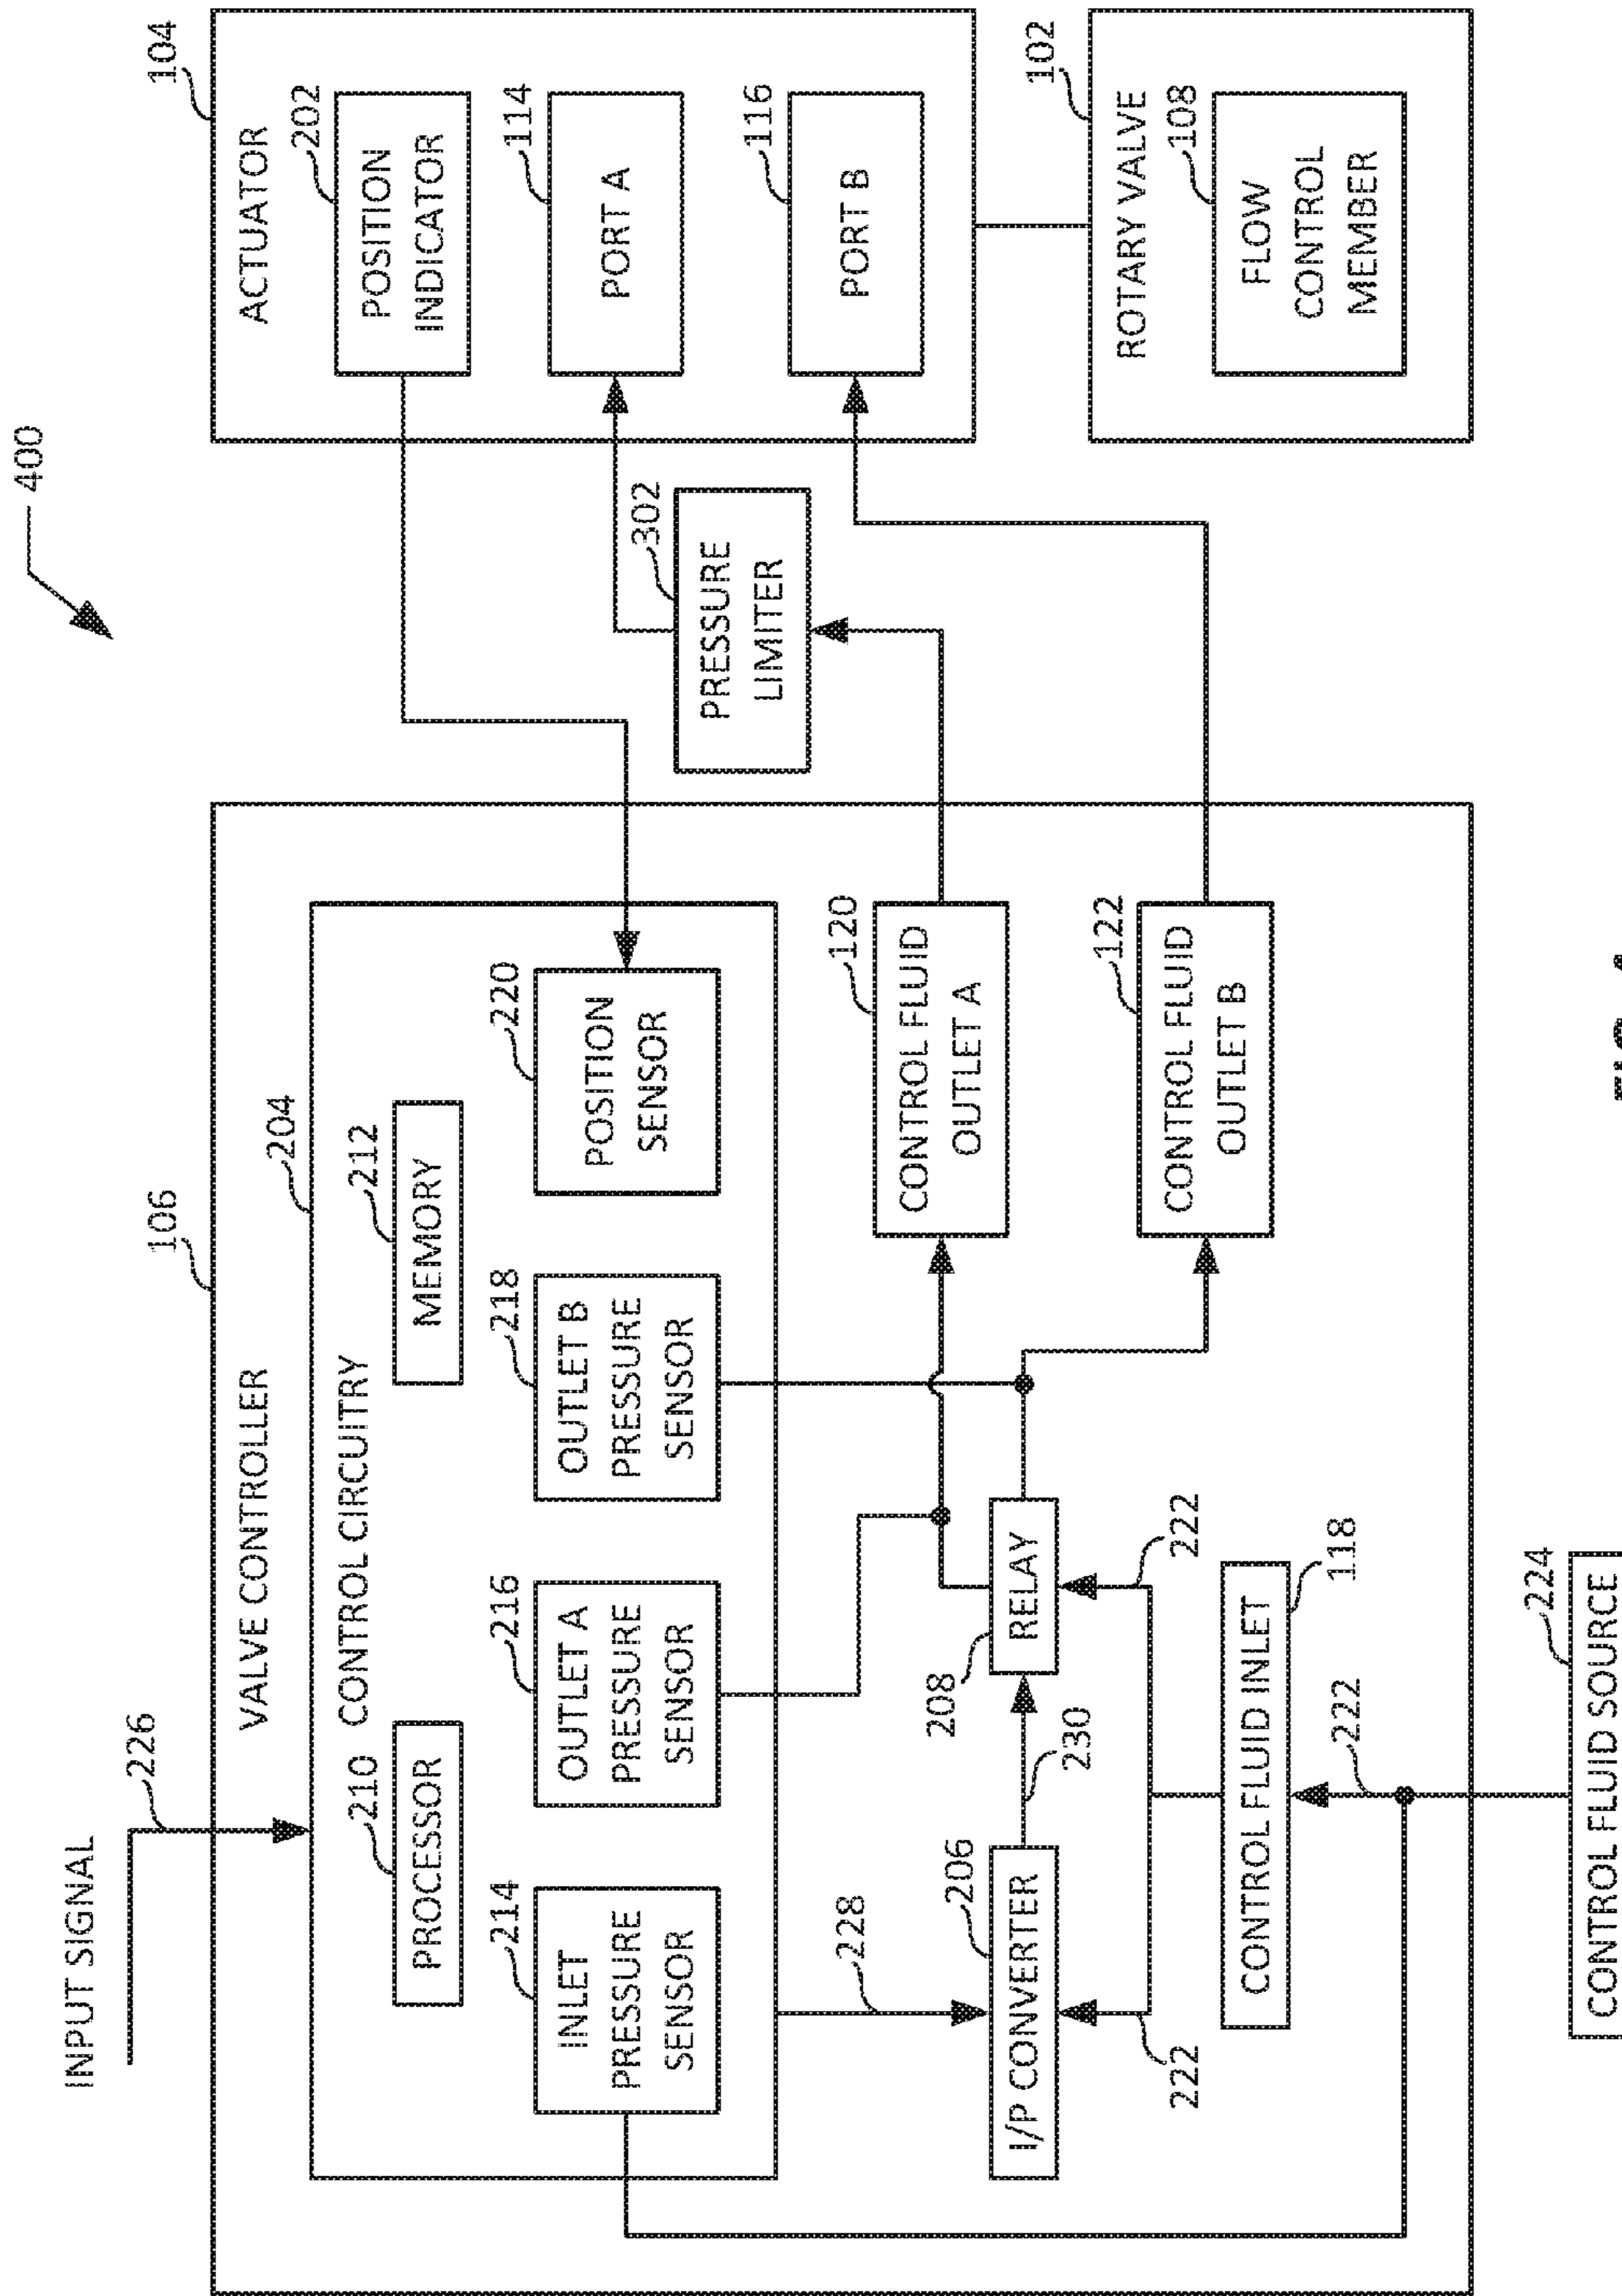 400
INPUT SIGNAL
226
106
VALVE CONTROLLER
204
CONTROL CIRCUITRY
210
PROCESSOR
212
MEMORY
214
INLET
PRESSURE
SENSOR
216
OUTLET A
PRESSURE
SENSOR
218
OUTLET B
PRESSURE
SENSOR
220
POSITION
SENSOR
228
206
I/P CONVERTER
230
208
RELAY
222
222
118
CONTROL FLUID INLET
222
224
CONTROL FLUID SOURCE
120
CONTROL FLUID
OUTLET A
122
CONTROL FLUID
OUTLET B
302
PRESSURE
LIMITER
104
ACTUATOR
202
POSITION
INDICATOR
114
PORT A
116
PORT B
102
ROTARY VALVE
108
FLOW
CONTROL
MEMBER